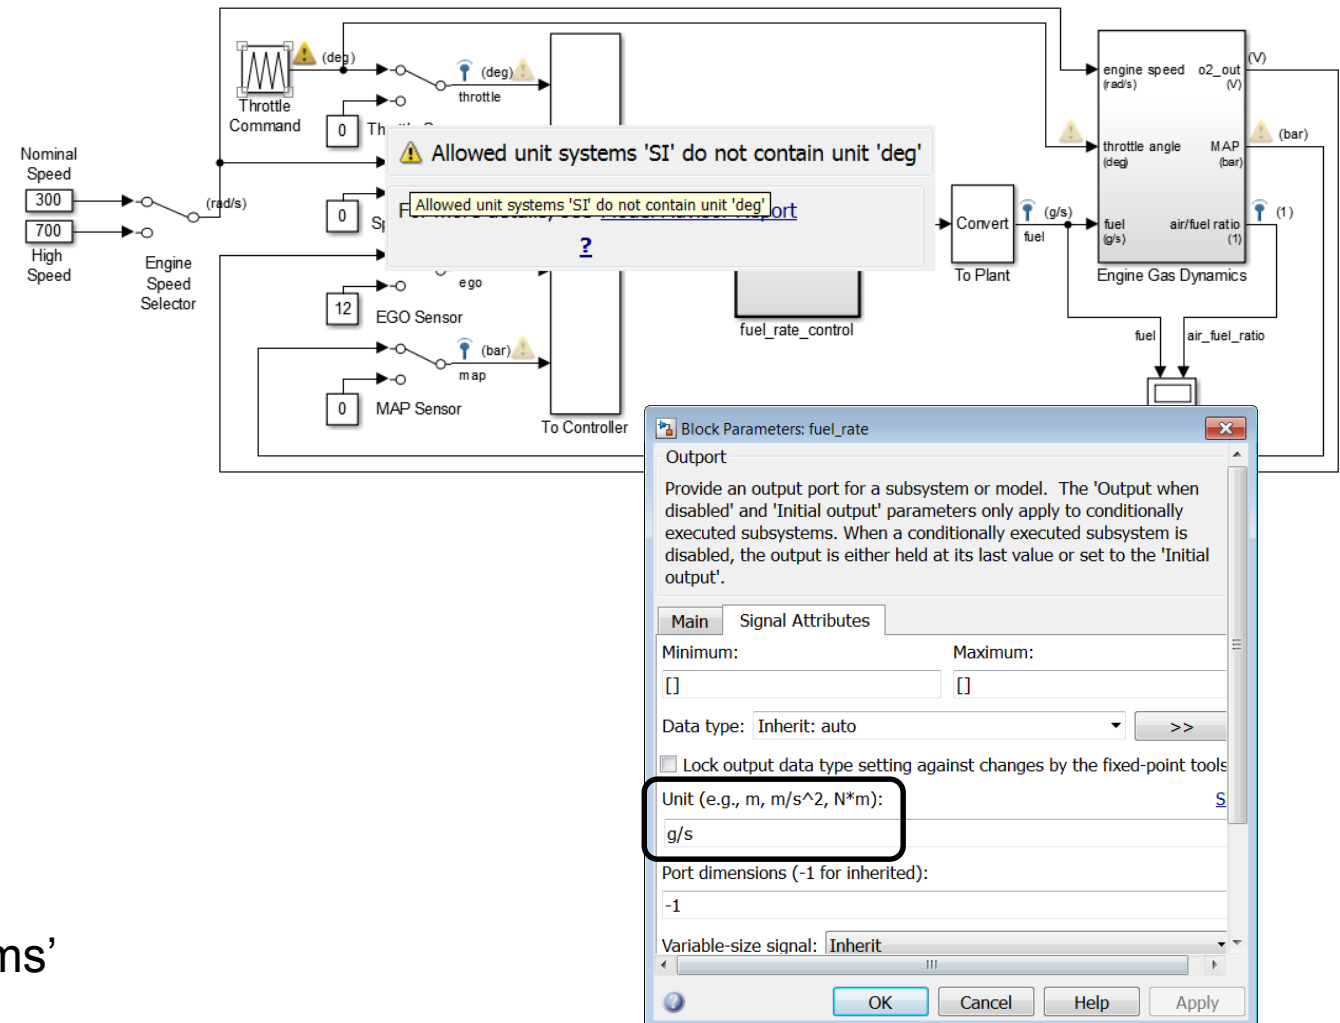 (V)
(deg)
(deg)
throttle
Throttle
Command
0
engine speed
(rad/s)
o2_out
(V)
throttle angle
(deg)
MAP
(bar)
(bar)
fuel
(g/s)
air/fuel ratio
(1)
(1)
Engine Gas Dynamics
Allowed unit systems 'SI' do not contain unit 'deg'
Allowed unit systems 'SI' do not contain unit 'deg'
?
Nominal
Speed
300
700
High
Speed
(rad/s)
Engine
Speed
Selector
0
ego
12
EGO Sensor
(bar)
map
0
MAP Sensor
To Controller
fuel_rate_control
Convert
To Plant
(g/s)
fuel
fuel
air_fuel_ratio
Block Parameters: fuel_rate
Outport
Provide an output port for a subsystem or model. The 'Output when
disabled' and 'Initial output' parameters only apply to conditionally
executed subsystems. When a conditionally executed subsystem is
disabled, the output is either held at its last value or set to the 'Initial
output'.
Main
Signal Attributes
Minimum:
Maximum:
[]
[]
Data type:
Inherit: auto
>>
Lock output data type setting against changes by the fixed-point tools
Unit (e.g., m, m/s^2, N*m):
S
g/s
Port dimensions (-1 for inherited):
-1
Variable-size signal:
Inherit
OK
Cancel
Help
Apply
ms’